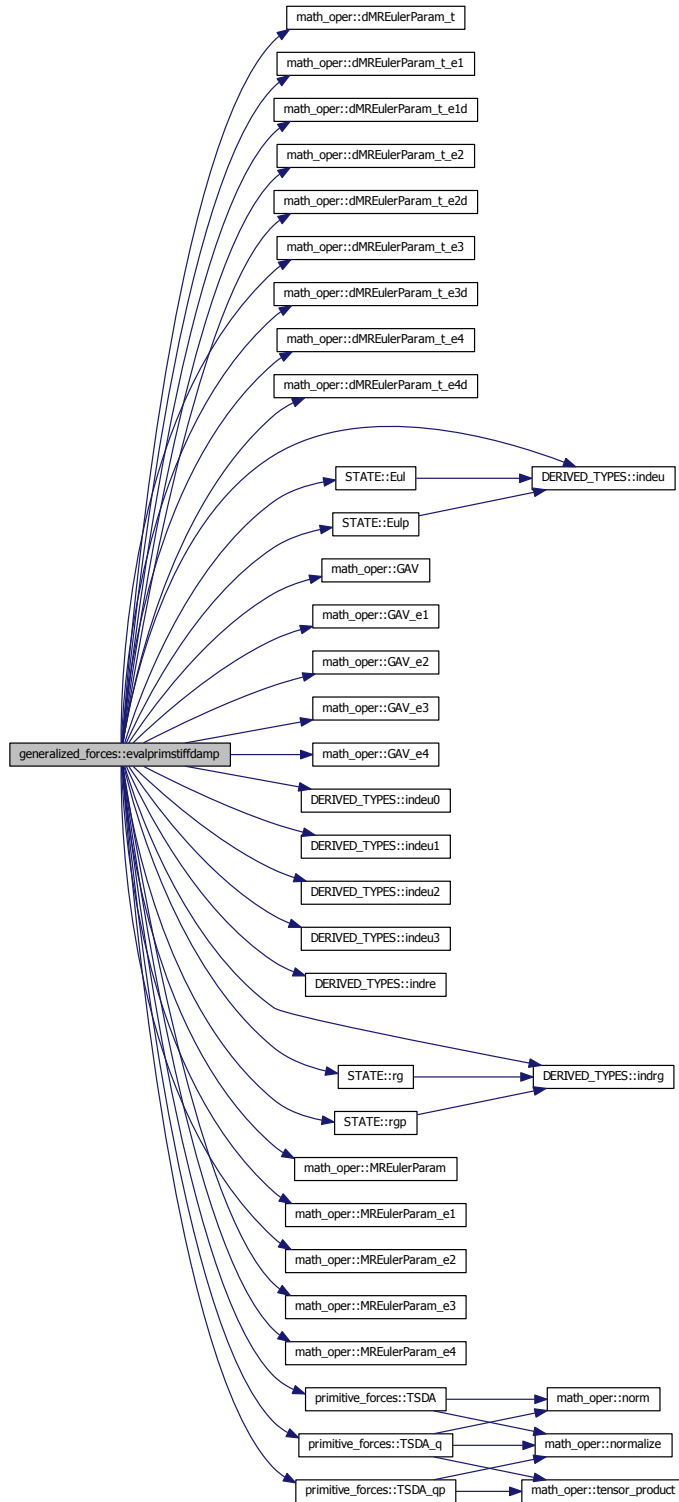 math_oper::dMREulerParam_t
math_oper::dMREulerParam_t_e1
math_oper::dMREulerParam_t_e1d
math_oper::dMREulerParam_t_e2
math_oper::dMREulerParam_t_e2d
math_oper::dMREulerParam_t_e3
math_oper::dMREulerParam_t_e3d
math_oper::dMREulerParam_t_e4
math_oper::dMREulerParam_t_e4d
STATE::Eul
DERIVED_TYPES::indeu
STATE::Eulp
math_oper::GAV
math_oper::GAV_e1
math_oper::GAV_e2
math_oper::GAV_e3
generalized_forces::evalprimstiffdamp
math_oper::GAV_e4
DERIVED_TYPES::indeu0
DERIVED_TYPES::indeu1
DERIVED_TYPES::indeu2
DERIVED_TYPES::indeu3
DERIVED_TYPES::indre
STATE::rg
DERIVED_TYPES::indrg
STATE::rgp
math_oper::MREulerParam
math_oper::MREulerParam_e1
math_oper::MREulerParam_e2
math_oper::MREulerParam_e3
math_oper::MREulerParam_e4
primitive_forces::TSDA
math_oper::norm
primitive_forces::TSDA_q
math_oper::normalize
primitive_forces::TSDA_qp
math_oper::tensor_product